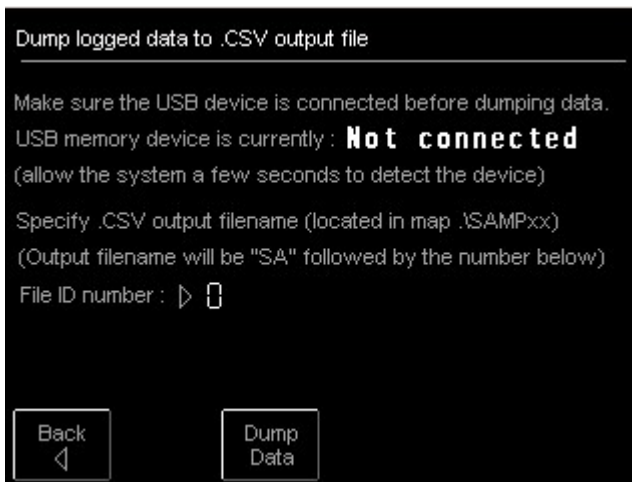 Dump logged data to .CSV output file
Make sure the USB device is connected before dumping data.
USB memory device is currently : Not connected
(allow the system a few seconds to detect the device)
Specify .CSV output filename (located in map .\SAMPxx)
(Output filename will be "SA" followed by the number below)
File ID number : ▷ 0
Back
◁
Dump
Data